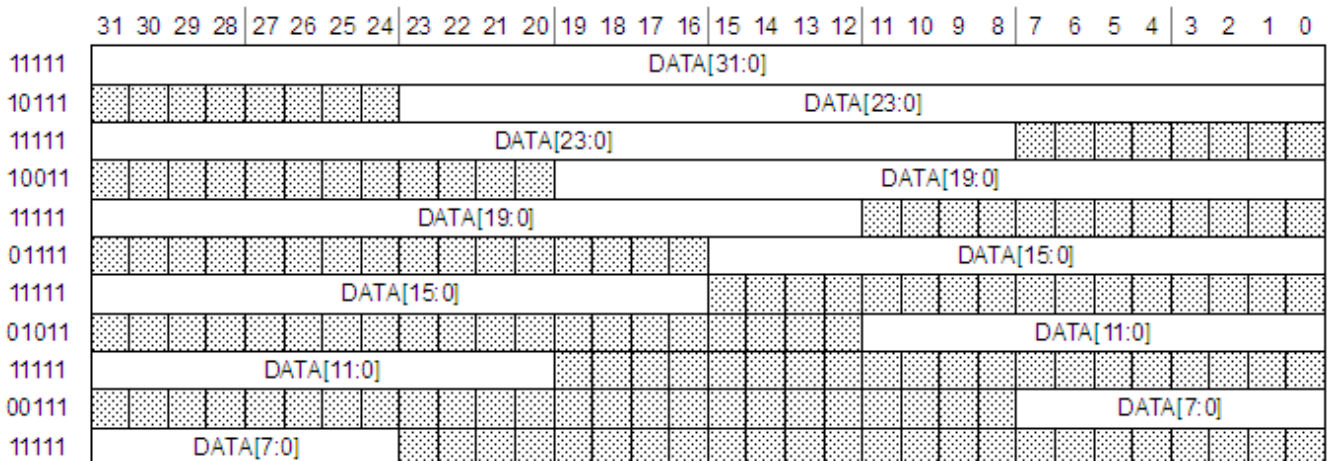 31 30 29 28 27 26 25 24 23 22 21 20 19 18 17 16 15 14 13 12 11 10 9 8 7 6 5 4 3 2 1 0
11111 DATA[31:0]
10111 DATA[23:0]
11111 DATA[23:0]
10011 DATA[19:0]
11111 DATA[19:0]
01111 DATA[15:0]
11111 DATA[15:0]
01011 DATA[11:0]
11111 DATA[11:0]
00111 DATA[7:0]
11111 DATA[7:0]